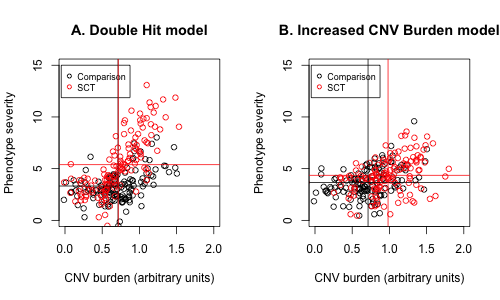 A. Double Hit model
Phenotype severity
15
10
5
0
Comparison
SCT
0.0 0.5 1.0 1.5 2.0
CNV burden (arbitrary units)
B. Increased CNV Burden model
Phenotype severity
15
10
5
0
Comparison
SCT
0.0 0.5 1.0 1.5 2.0
CNV burden (arbitrary units)